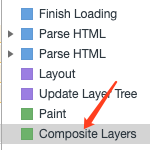 Finish Loading
Parse HTML
Parse HTML
Layout
Update Layer Tree
Paint
Composite Layers